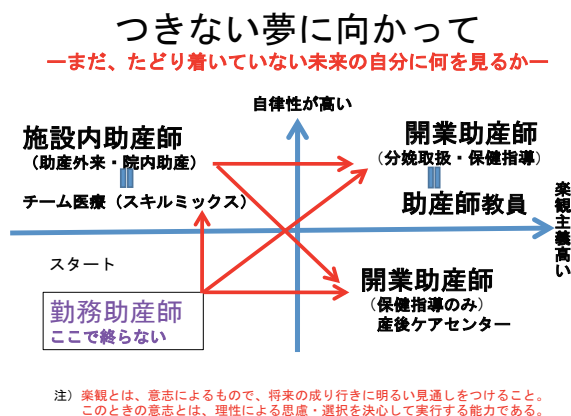 つきない夢に向かって
ーまだ、たどり着いていない未来の自分に何を見るかー
自律性が高い
施設内助産師
（助産外来・院内助産）
チーム医療（スキルミックス）
開業助産師
（分娩取扱・保健指導）
助産師教員
楽観主義高い
スタート
勤務助産師
ここで終らない
開業助産師
（保健指導のみ）
産後ケアセンター
注）楽観とは、意志によるもので、将来の成り行きに明るい見通しをつけること。
このときの意志とは、理性による思慮・選択を決心して実行する能力である。